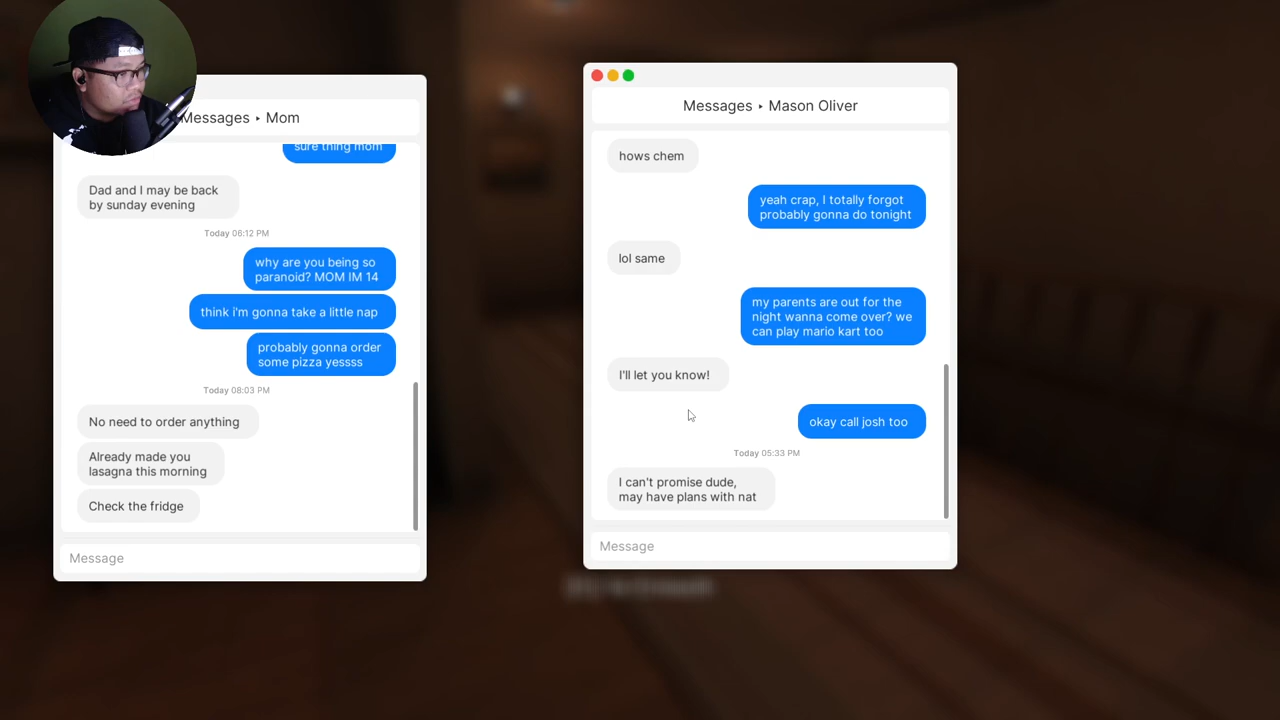 Messages ▸ Mom
sure thing mom
Dad and I may be back
by sunday evening
Today 06:12 PM
why are you being so
paranoid? MOM IM 14
think i'm gonna take a little nap
probably gonna order
some pizza yessss
Today 08:03 PM
No need to order anything
Already made you
lasagna this morning
Check the fridge
Message
Messages ▸ Mason Oliver
hows chem
yeah crap, I totally forgot
probably gonna do tonight
lol same
my parents are out for the
night wanna come over? we
can play mario kart too
I'll let you know!
okay call josh too
Today 05:33 PM
I can't promise dude,
may have plans with nat
Message